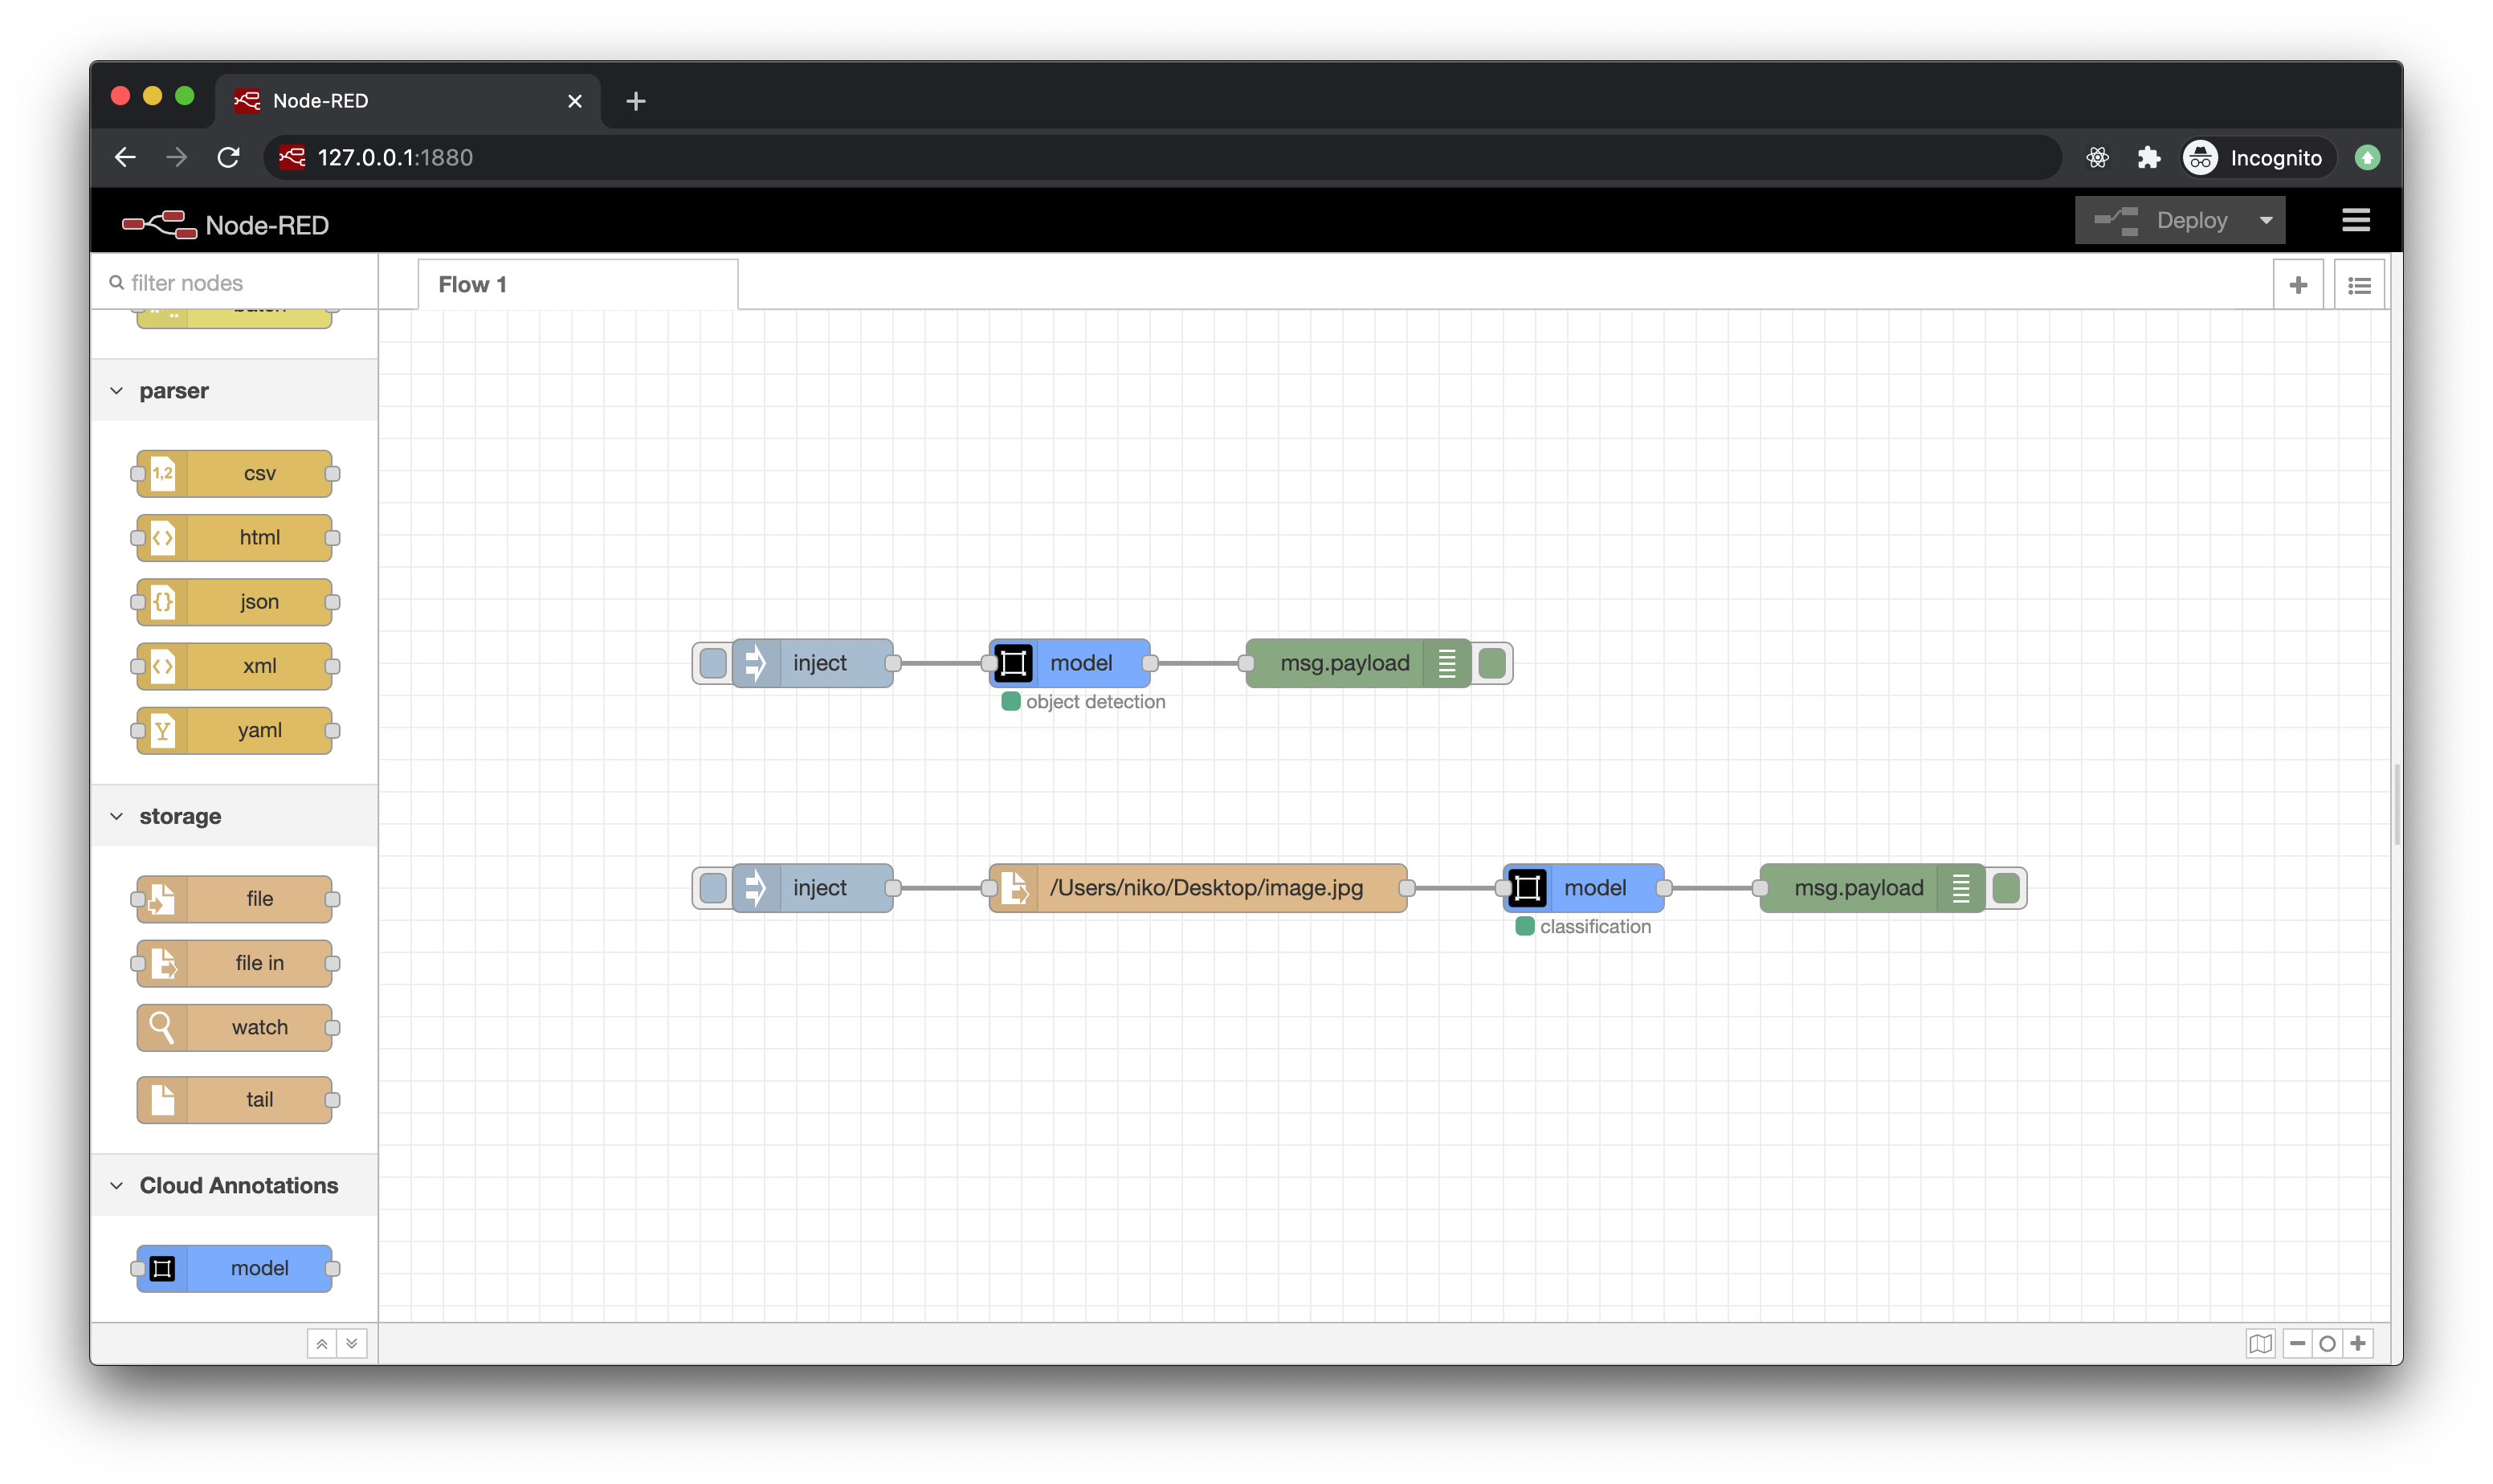 Node-RED
127.0.0.1:1880
Incognito
Node-RED
Deploy
filter nodes
Flow 1
parser
1,2 csv
html
json
xml
Y yaml
storage
file
file in
watch
tail
Cloud Annotations
model
inject
model
msg.payload
object detection
inject
/Users/niko/Desktop/image.jpg
model
msg.payload
classification